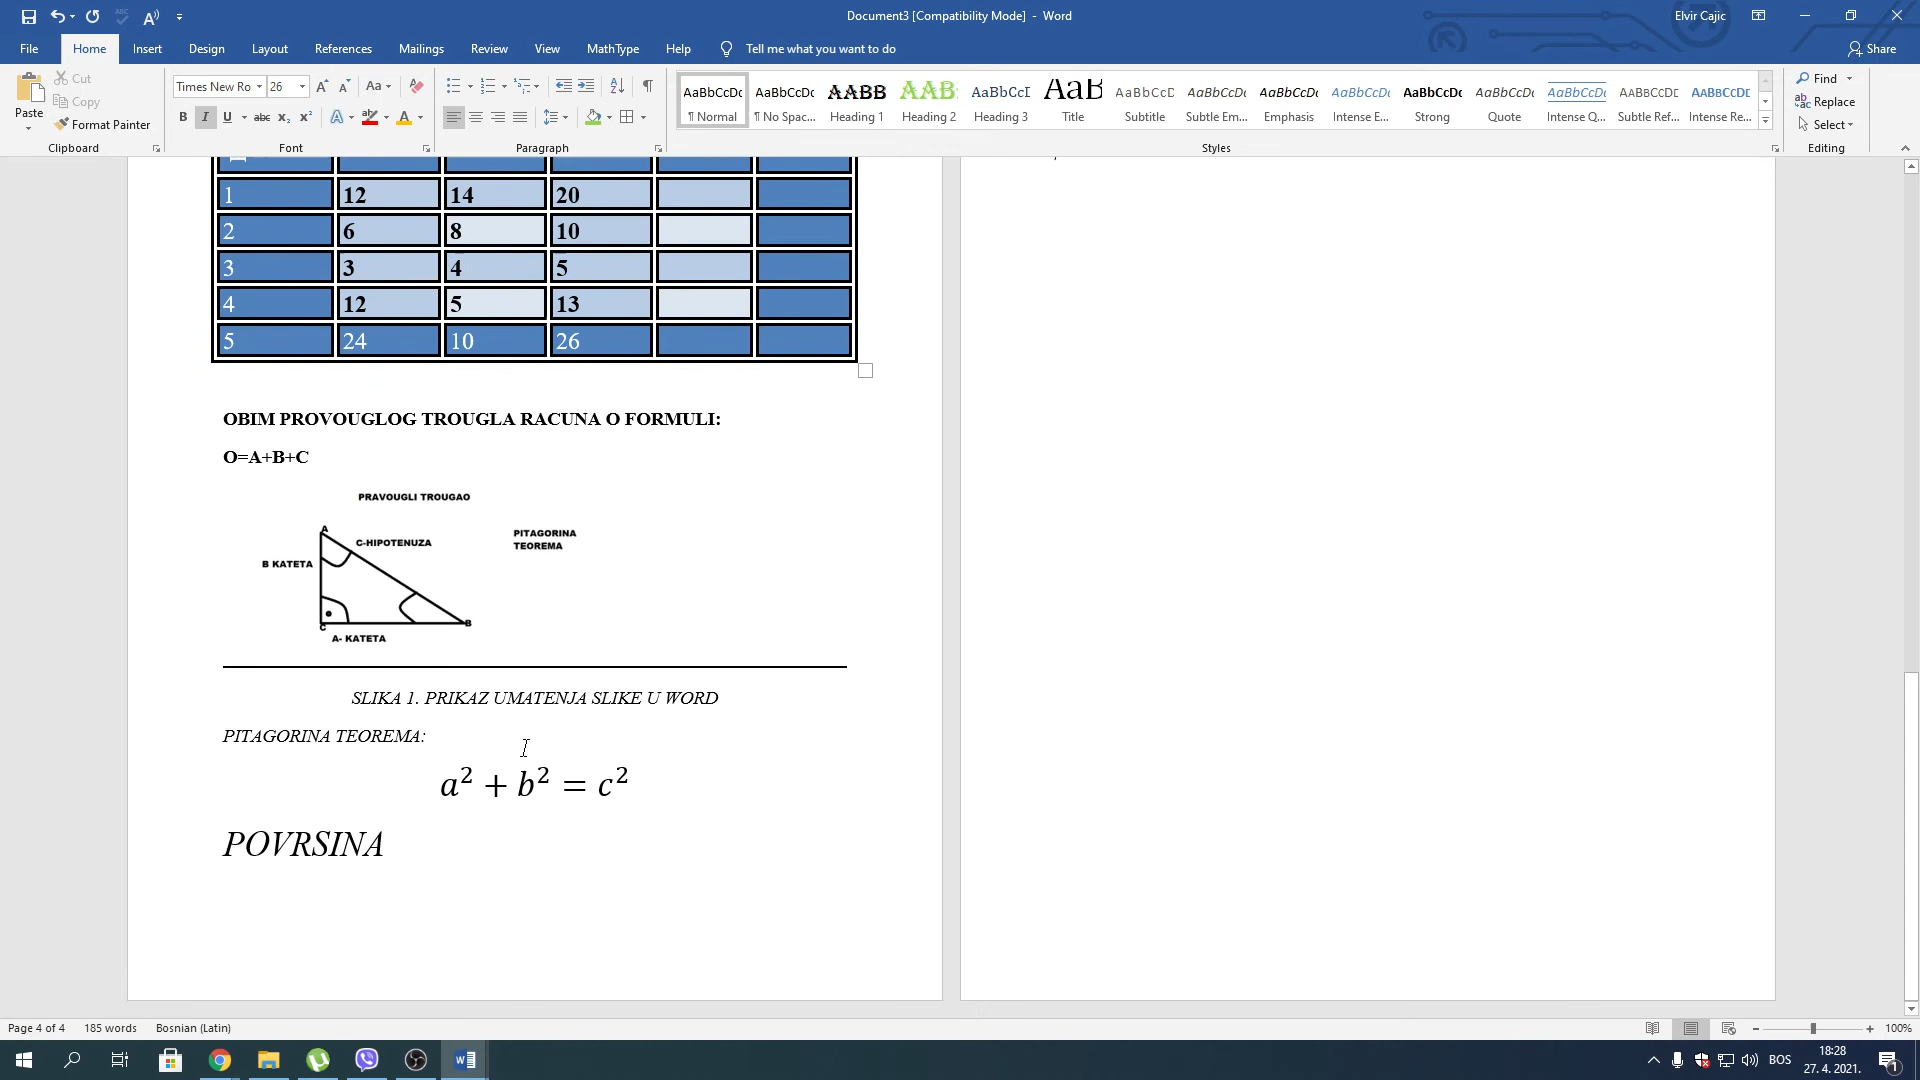 Document3 [Compatibility Mode] - Word
Elvir Cajic
File Home Insert Design Layout References Mailings Review View MathType Help Tell me what you want to do
Share
Paste
Cut
Copy
Format Painter
Clipboard
Times New Ro 26
Font
Paragraph
AaBbCcDc AaBbCcDc AABB AAB AaBbCcI AaB AaBbCcD AaBbCcDc AaBbCcDc AaBbCcDc AaBbCcDc AaBbCcDc AaBbCcDc AABBCCDE AABBCCDE
¶ Normal ¶ No Spac... Heading 1 Heading 2 Heading 3 Title Subtitle Subtle Em... Emphasis Intense E... Strong Quote Intense Q... Subtle Ref... Intense Re...
Styles
Find
Replace
Select
Editing
1 12 14 20
2 6 8 10
3 3 4 5
4 12 5 13
5 24 10 26
OBIM PROVOUGLOG TROUGLA RACUNA O FORMULI:
O=A+B+C
PRAVOUGLI TROUGAO
A
C-HIPOTENUZA
PITAGORINA
TEOREMA
B KATETA
C
B
A- KATETA
SLIKA 1. PRIKAZ UMATENJA SLIKE U WORD
PITAGORINA TEOREMA:
a² + b² = c²
POVRSINA
Page 4 of 4 185 words Bosnian (Latin)
100%
BOS
18:28
27. 4. 2021.
1